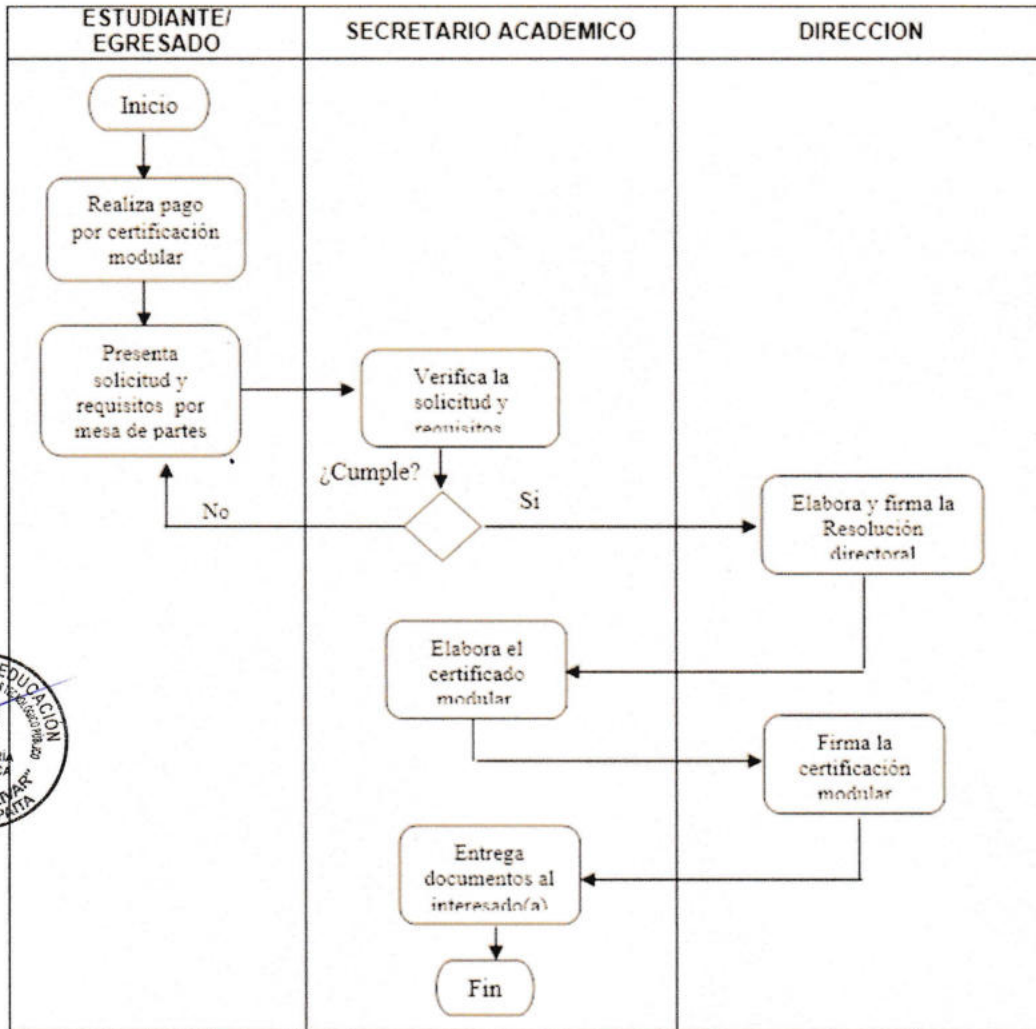 ESTUDIANTE/
EGRESADO
SECRETARIO ACADEMICO
DIRECCION
Inicio
Realiza pago
por certificación
modular
Presenta
solicitud y
requisitos por
mesa de partes
Verifica la
solicitud y
requisitos
¿Cumple?
No
Si
Elabora y firma la
Resolución
directoral
Elabora el
certificado
modular
Firma la
certificación
modular
Entrega
documentos al
interesado(a)
Fin
EDUCACIÓN
PAITA